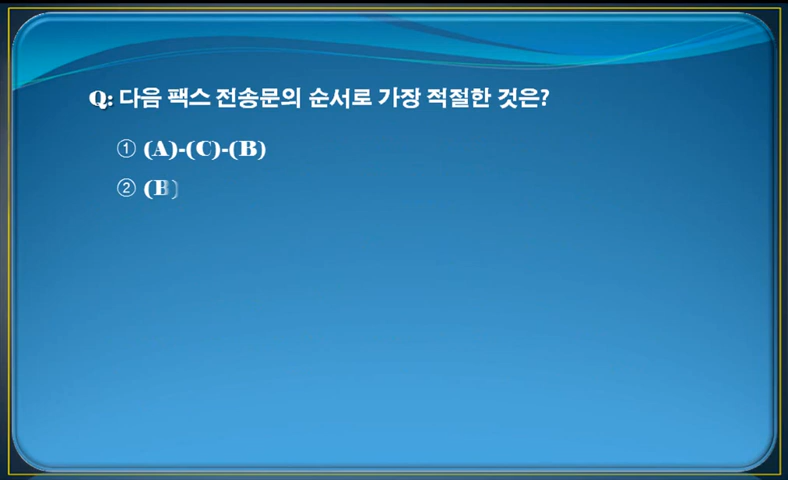 Q: 다음 팩스 전송문의 순서로 가장 적절한 것은?
① (A)-(C)-(B)
② (B)